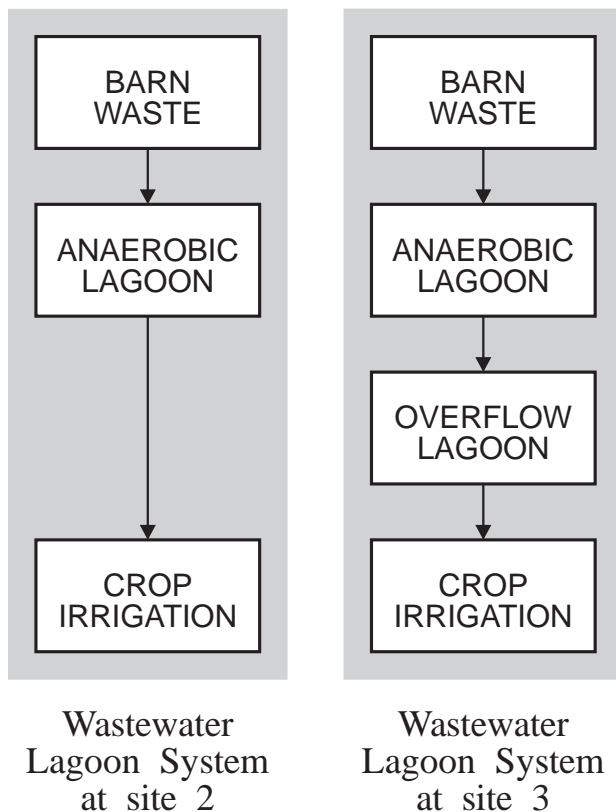 BARN
WASTE
ANAEROBIC
LAGOON
CROP
IRRIGATION
Wastewater
Lagoon System
at site 2
BARN
WASTE
ANAEROBIC
LAGOON
OVERFLOW
LAGOON
CROP
IRRIGATION
Wastewater
Lagoon System
at site 3